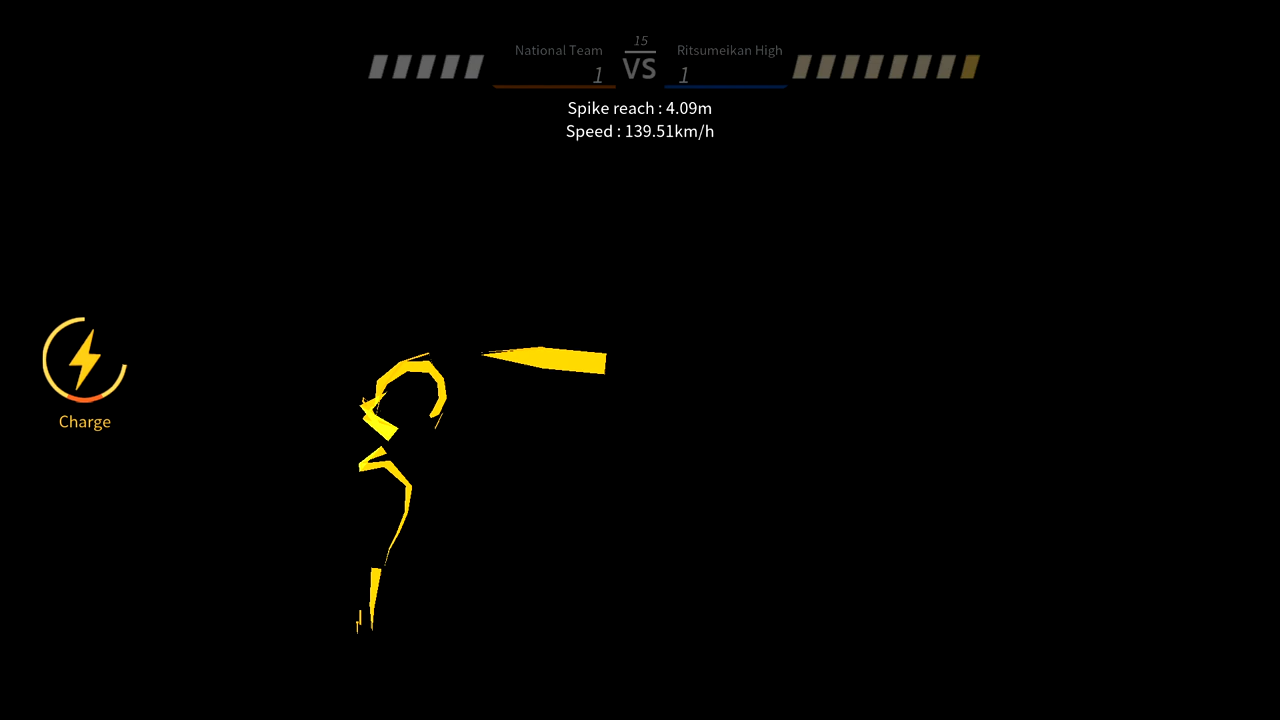 15
National Team VS Ritsumeikan High
1 1
Spike reach : 4.09m
Speed : 139.51km/h
Charge